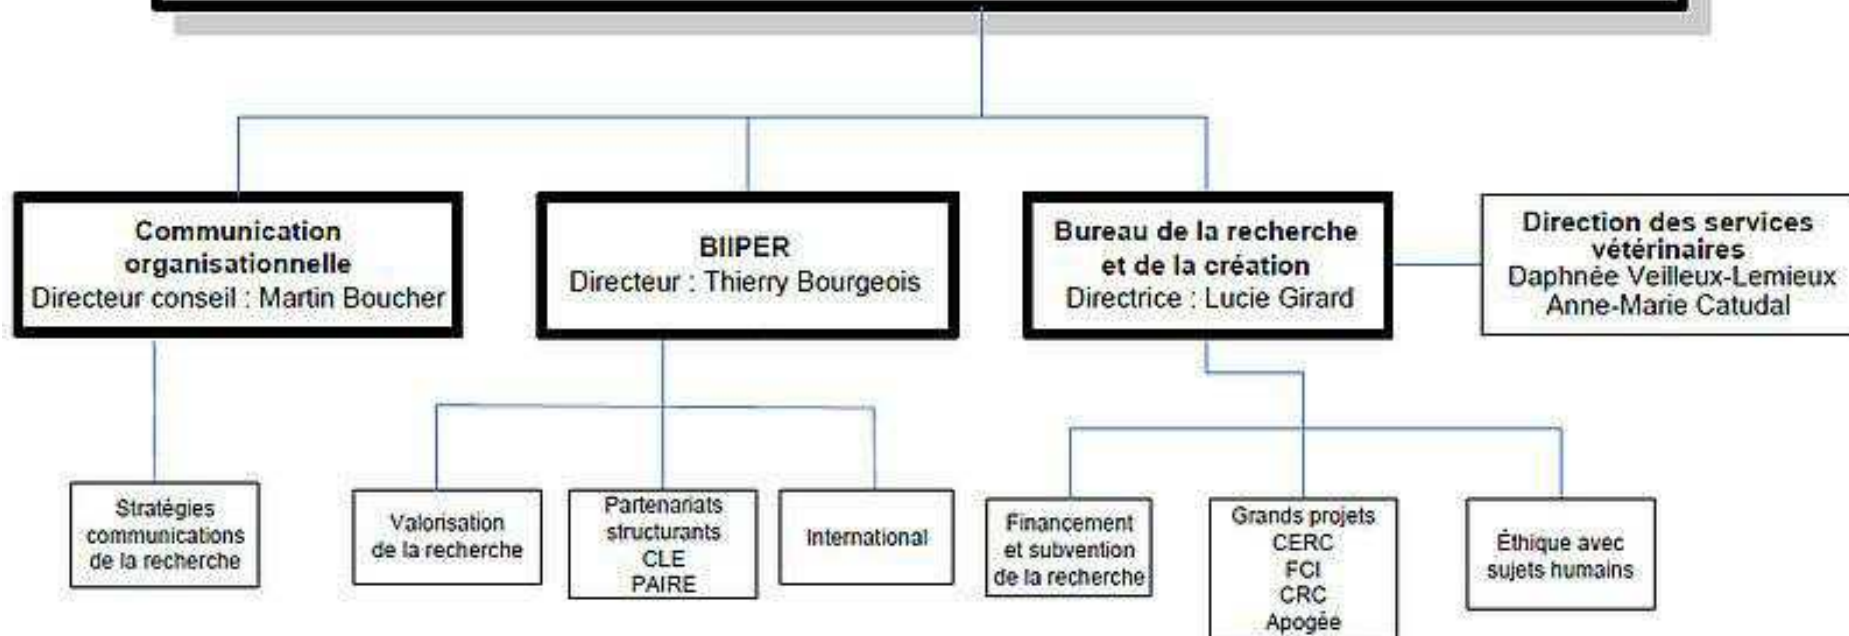 Communication
organisationnelle
Directeur conseil : Martin Boucher
BIIPER
Directeur : Thierry Bourgeois
Bureau de la recherche
et de la création
Directrice : Lucie Girard
Direction des services
vétérinaires
Daphnée Veilleux-Lemieux
Anne-Marie Catudal
Stratégies
communications
de la recherche
Valorisation
de la recherche
Partenariats
structurants
CLE
PAIRE
International
Financement
et subvention
de la recherche
Grands projets
CERC
FCI
CRC
Apogée
Éthique avec
sujets humains